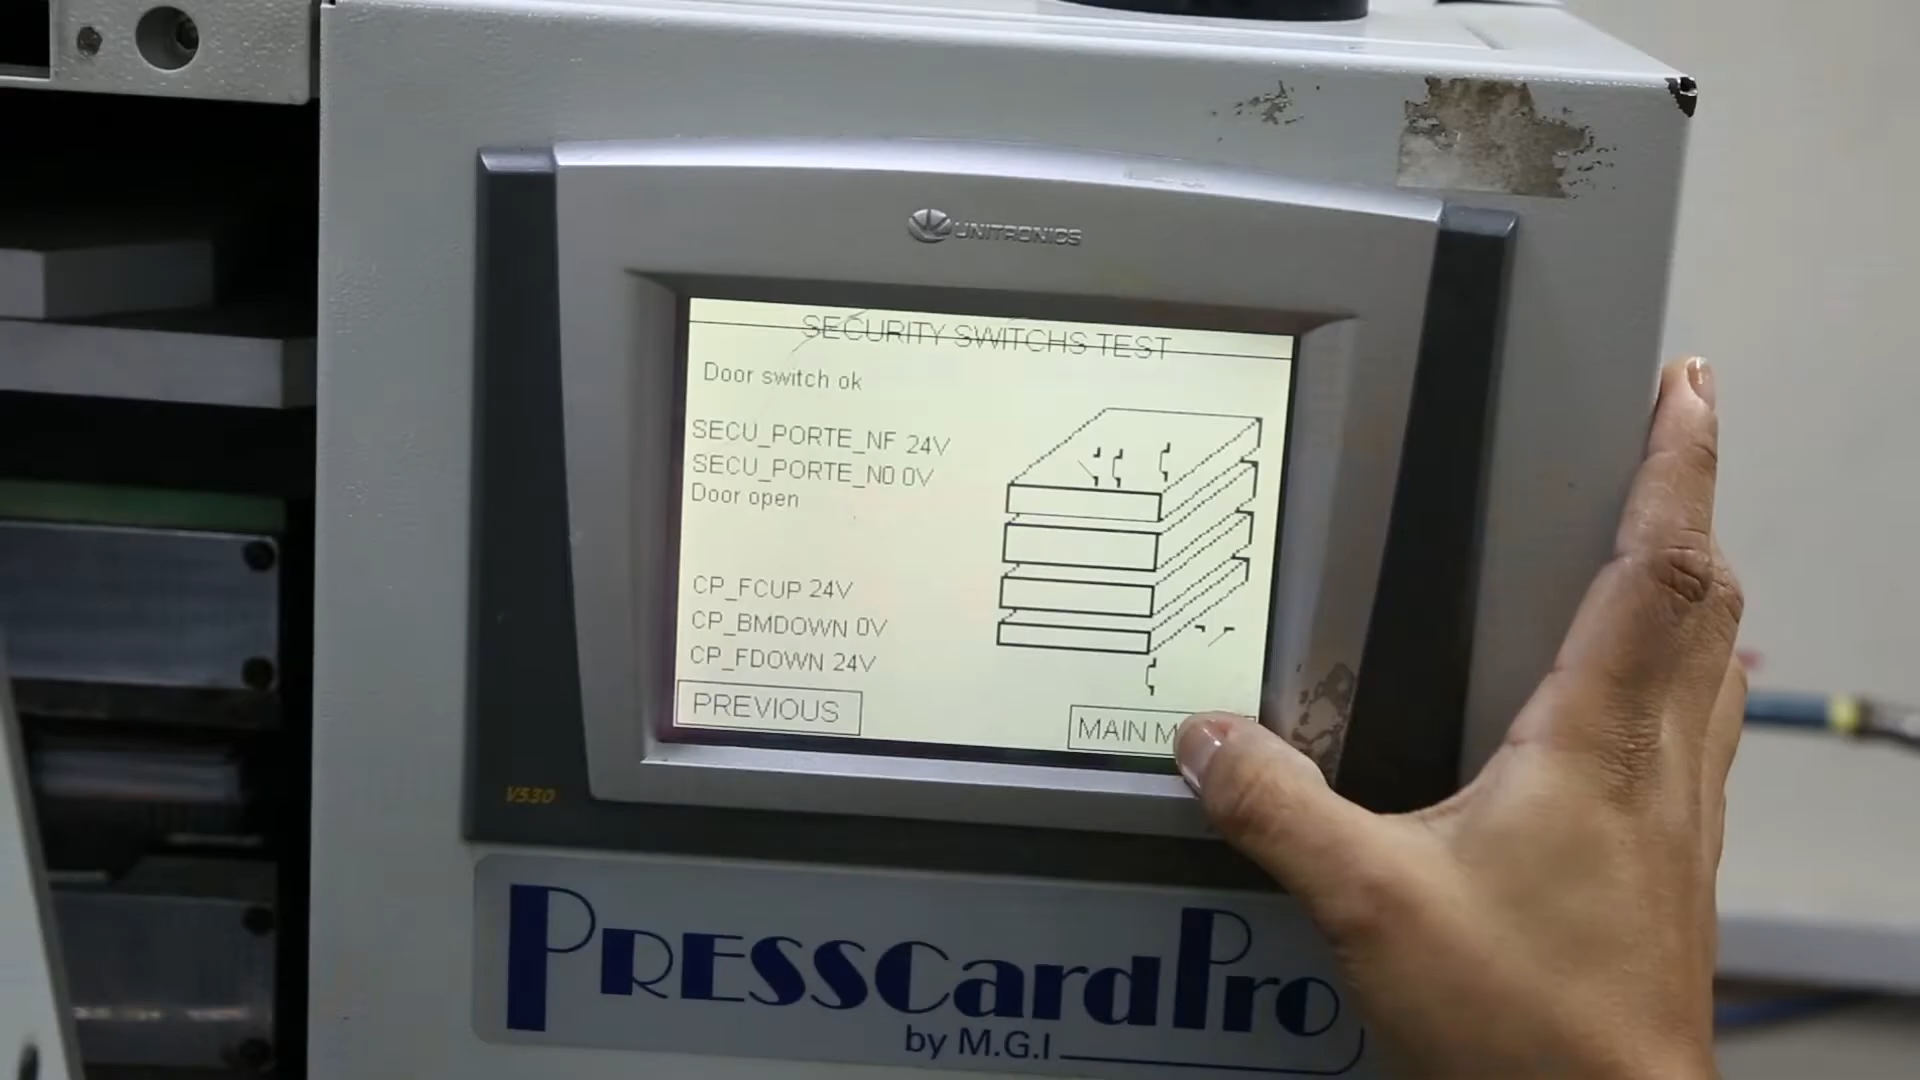 UNITRONICS
SECURITY SWITCHS TEST
Door switch ok
SECU_PORTE_NF 24V
SECU_PORTE_N0 0V
Door open
CP_FCUP 24V
CP_BMDOWN 0V
CP_FDOWN 24V
PREVIOUS
MAIN M
V530
PRESSCardPro
by M.G.I